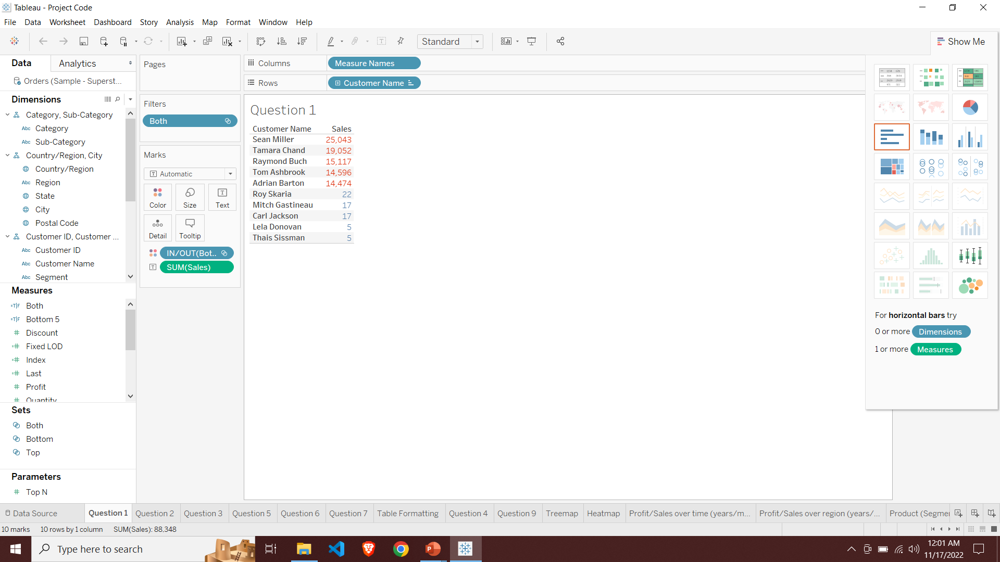 Tableau - Project Code
File Data Worksheet Dashboard Story Analysis Map Format Window Help
Standard
Show Me
Data Analytics
Orders (Sample - Superst...
Dimensions
Category, Sub-Category
Abc Category
Abc Sub-Category
Country/Region, City
Country/Region
Abc Region
State
City
Postal Code
Customer ID, Customer ...
Abc Customer ID
Abc Customer Name
Abc Segment
Measures
=T|F Both
=T|F Bottom 5
# Discount
=# Fixed LOD
=# Index
=# Last
# Profit
# Quantity
Sets
Both
Bottom
Top
Parameters
# Top N
Pages
Filters
Both
Marks
T Automatic
Color Size Text
Detail Tooltip
IN/OUT(Bot..
T SUM(Sales)
Columns Measure Names
Rows Customer Name
Question 1
Customer Name Sales
Sean Miller 25,043
Tamara Chand 19,052
Raymond Buch 15,117
Tom Ashbrook 14,596
Adrian Barton 14,474
Roy Skaria 22
Mitch Gastineau 17
Carl Jackson 17
Lela Donovan 5
Thais Sissman 5
For horizontal bars try
0 or more Dimensions
1 or more Measures
Data Source Question 1 Question 2 Question 3 Question 5 Question 6 Question 7 Table Formatting Question 4 Question 9 Treemap Heatmap Profit/Sales over time (years/m... Profit/Sales over region (years/... Product (Segmer
10 marks 10 rows by 1 column SUM(Sales): 88,348
Type here to search
12:01 AM
11/17/2022